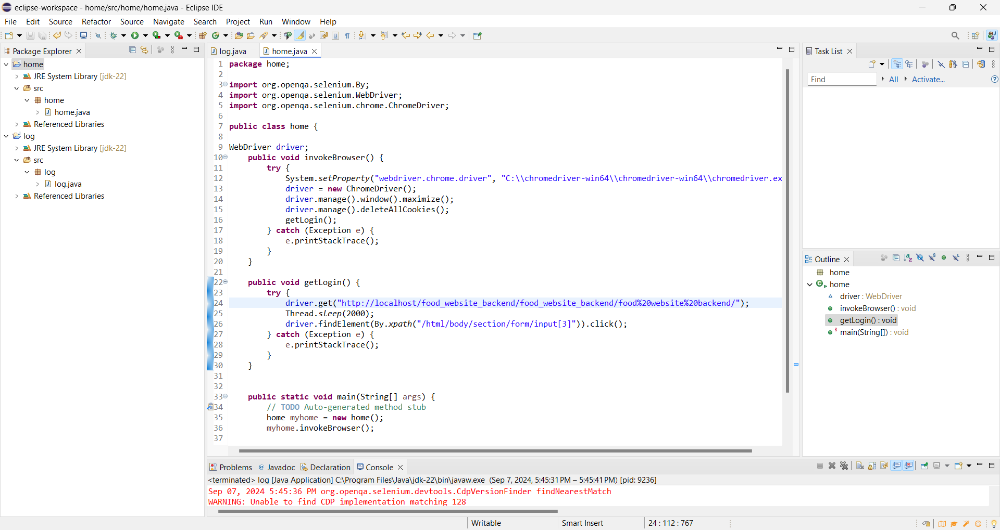 eclipse-workspace - home/src/home/home.java - Eclipse IDE
File Edit Source Refactor Source Navigate Search Project Run Window Help
Package Explorer
home
JRE System Library [jdk-22]
src
home
home.java
Referenced Libraries
log
JRE System Library [jdk-22]
src
log
log.java
Referenced Libraries
log.java home.java
1 package home;
2
3 import org.openqa.selenium.By;
4 import org.openqa.selenium.WebDriver;
5 import org.openqa.selenium.chrome.ChromeDriver;
6
7 public class home {
8
9 WebDriver driver;
10 public void invokeBrowser() {
11 try {
12 System.setProperty("webdriver.chrome.driver", "C:\\chromedriver-win64\\chromedriver-win64\\chromedriver.ex
13 driver = new ChromeDriver();
14 driver.manage().window().maximize();
15 driver.manage().deleteAllCookies();
16 getLogin();
17 } catch (Exception e) {
18 e.printStackTrace();
19 }
20 }
21
22 public void getLogin() {
23 try {
24 driver.get("http://localhost/food_website_backend/food_website_backend/food%20website%20backend/");
25 Thread.sleep(2000);
26 driver.findElement(By.xpath("/html/body/section/form/input[3]")).click();
27 } catch (Exception e) {
28 e.printStackTrace();
29 }
30 }
31
32
33 public static void main(String[] args) {
34 // TODO Auto-generated method stub
35 home myhome = new home();
36 myhome.invokeBrowser();
37
Task List
Find All Activate...
Outline
home
home
driver : WebDriver
invokeBrowser() : void
getLogin() : void
main(String[]) : void
Problems Javadoc Declaration Console
<terminated> log [Java Application] C:\Program Files\Java\jdk-22\bin\javaw.exe (Sep 7, 2024, 5:45:31 PM – 5:45:41 PM) [pid: 9236]
Sep 07, 2024 5:45:36 PM org.openqa.selenium.devtools.CdpVersionFinder findNearestMatch
WARNING: Unable to find CDP implementation matching 128
Writable Smart Insert 24 : 112 : 767